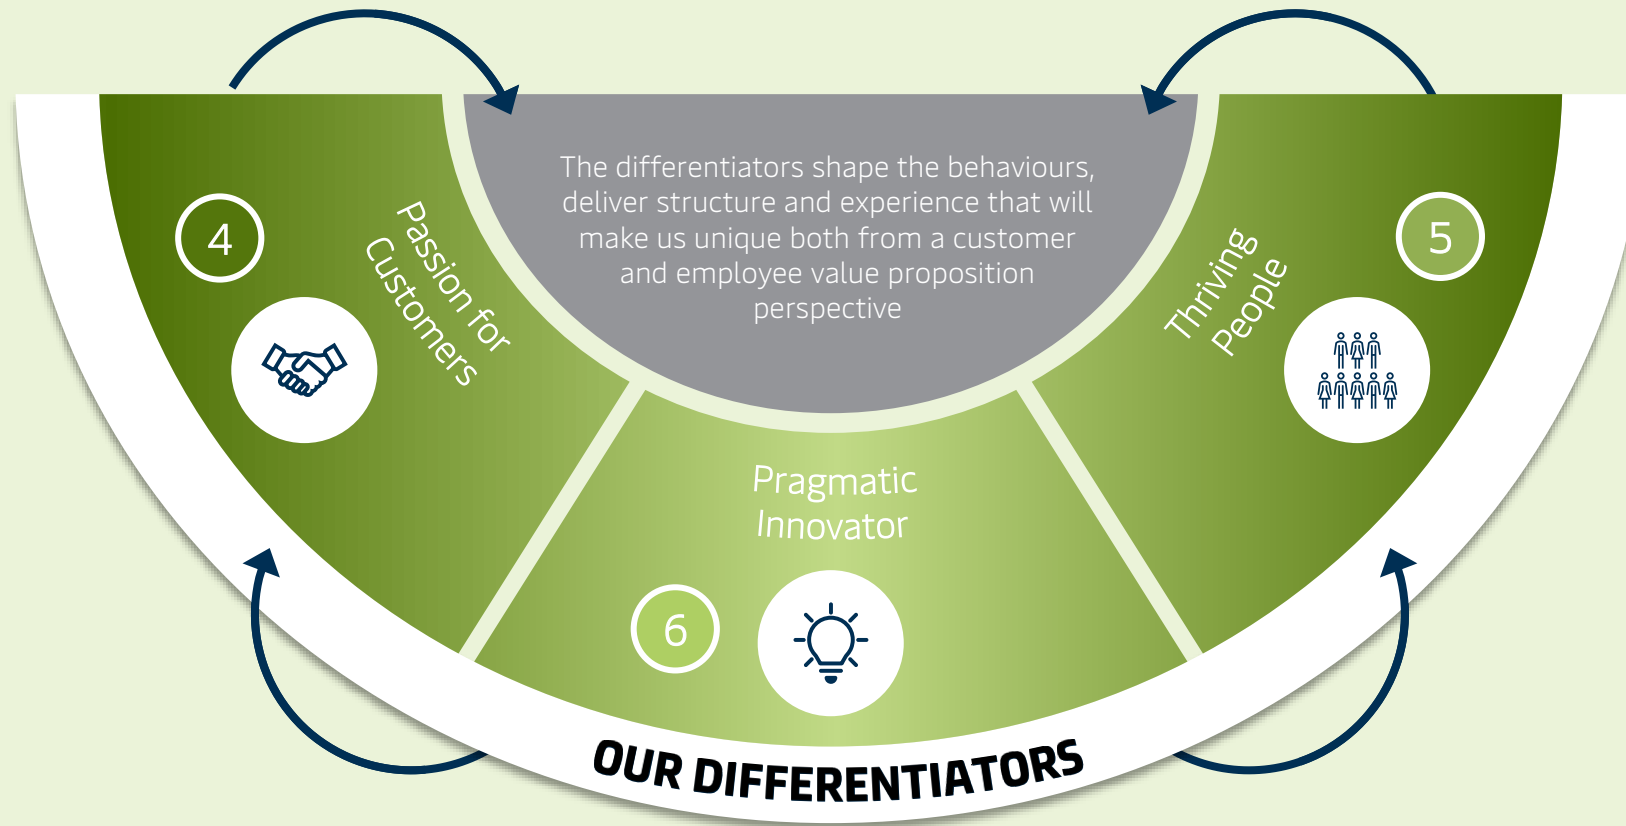 The differentiators shape the behaviours,
deliver structure and experience that will
make us unique both from a customer
and employee value proposition
perspective
4
Passion for
Customers
5
Thriving
People
Pragmatic
Innovator
6
OUR DIFFERENTIATORS